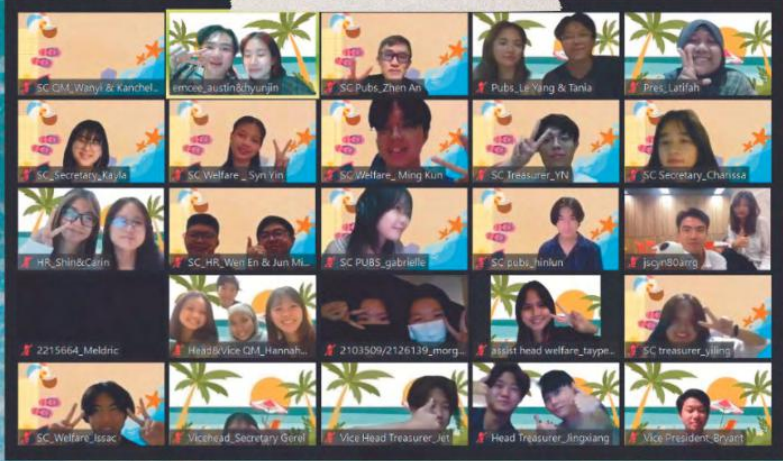 SC QM_Wanyi & Kanchel...
emcee_austin&hyunjin
SC Pubs_Zhen An
Pubs_Le Yang & Tania
Pres_Latifah
SC_Secretary_Kayla
SC Welfare _ Syn Yin
SC Welfare_ Ming Kun
SC Treasurer_YN
SC Secretary_Charissa
HR_Shin&Carin
SC_HR_Wen En & Jun Mi...
SC PUBS_gabrielle
SC pubs_hinlun
jscjyn80arrg
2215664_Meldric
Head&Vice QM_Hannah...
2103509/2126139_morg...
assist head welfare_taype...
SC treasurer_yiling
SC_Welfare_Issac
Vicehead_Secretary Gerel
Vice Head Treasurer_Jet
Head Treasurer_Jingxiang
Vice President_Bryant